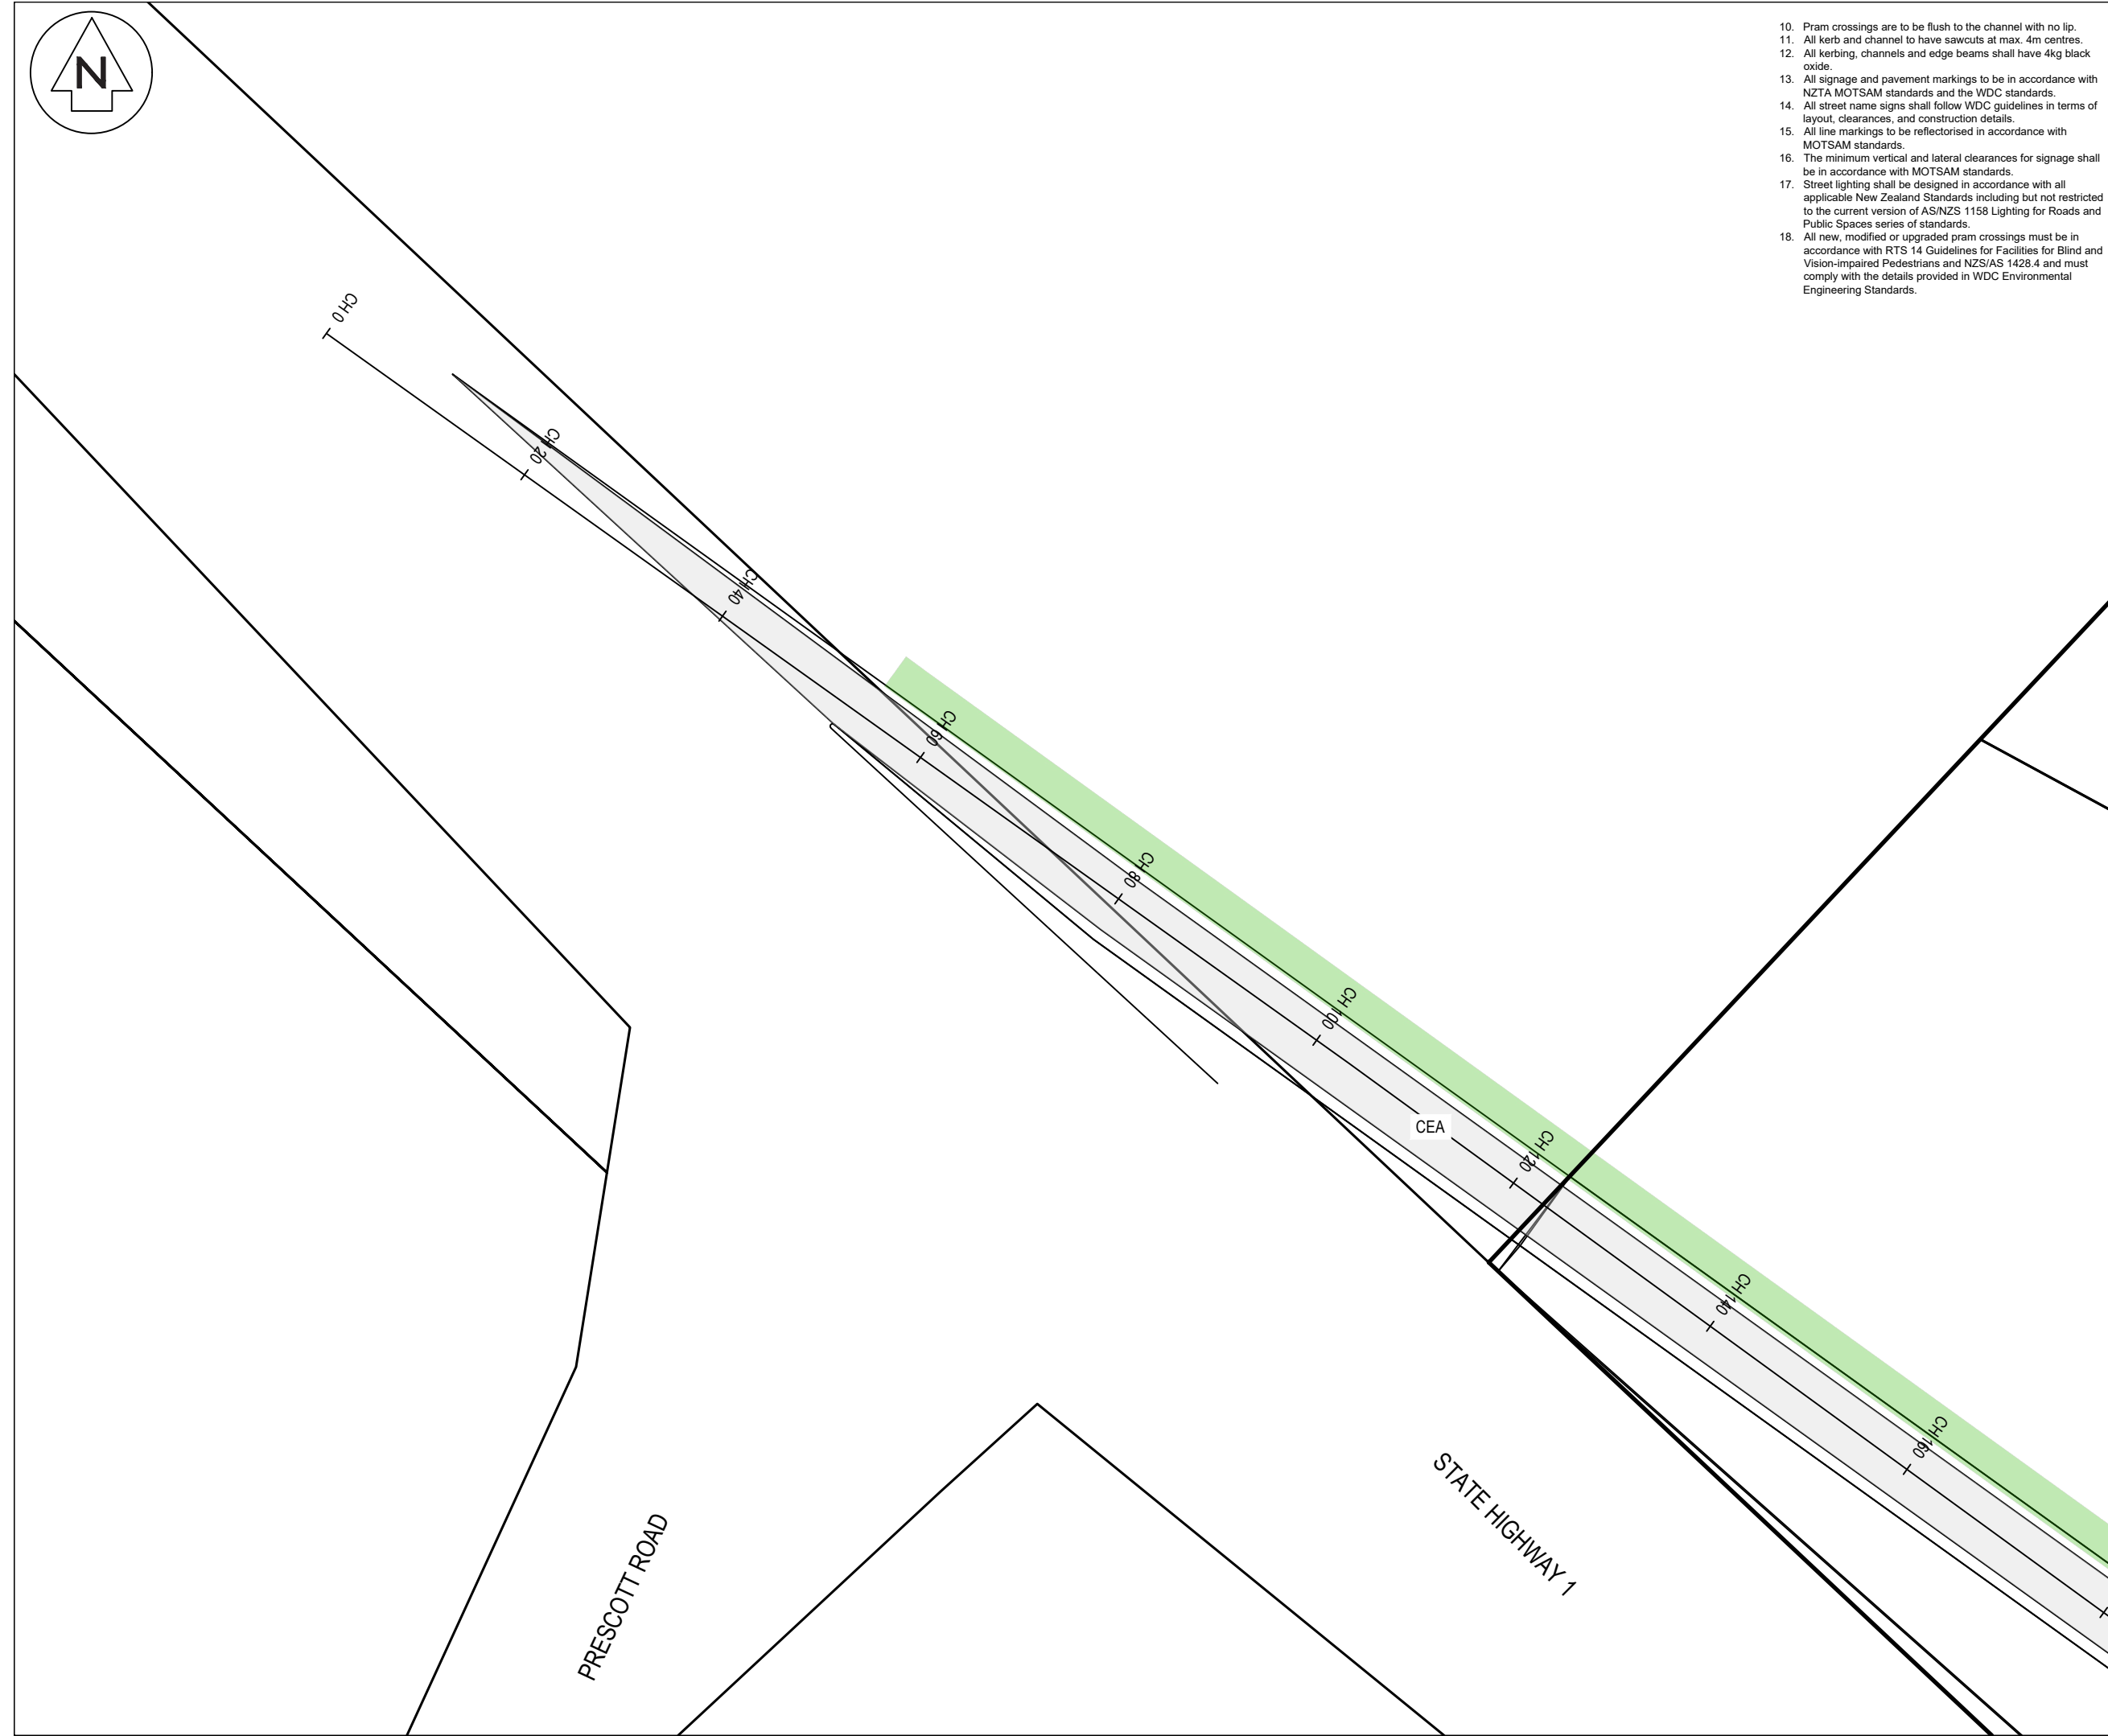 N
10. Pram crossings are to be flush to the channel with no lip.
11. All kerb and channel to have sawcuts at max. 4m centres.
12. All kerbing, channels and edge beams shall have 4kg black
oxide.
13. All signage and pavement markings to be in accordance with
NZTA MOTSAM standards and the WDC standards.
14. All street name signs shall follow WDC guidelines in terms of
layout, clearances, and construction details.
15. All line markings to be reflectorised in accordance with
MOTSAM standards.
16. The minimum vertical and lateral clearances for signage shall
be in accordance with MOTSAM standards.
17. Street lighting shall be designed in accordance with all
applicable New Zealand Standards including but not restricted
to the current version of AS/NZS 1158 Lighting for Roads and
Public Spaces series of standards.
18. All new, modified or upgraded pram crossings must be in
accordance with RTS 14 Guidelines for Facilities for Blind and
Vision-impaired Pedestrians and NZS/AS 1428.4 and must
comply with the details provided in WDC Environmental
Engineering Standards.
CH 0
CH 20
CH 40
CH 60
CH 80
CH 100
CEA
CH 120
CH 140
CH 160
STATE HIGHWAY 1
PRESCOTT ROAD